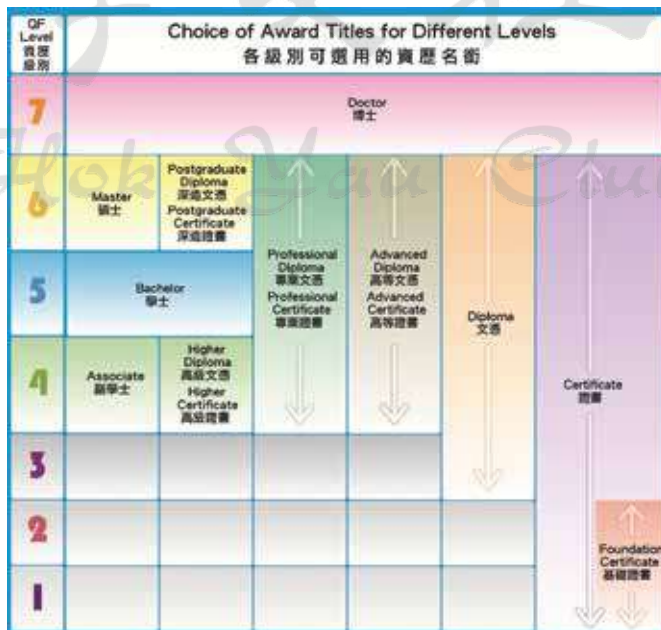 QF
Level
資歷
級別
Choice of Award Titles for Different Levels
各級別可選用的資歷名銜
7
Doctor
博士
6
Master
碩士
Postgraduate
Diploma
深造文憑
Postgraduate
Certificate
深造證書
Professional
Diploma
專業文憑
Professional
Certificate
專業證書
Advanced
Diploma
高等文憑
Advanced
Certificate
高等證書
Diploma
文憑
Certificate
證書
5
Bachelor
學士
4
Associate
副學士
Higher
Diploma
高級文憑
Higher
Certificate
高級證書
3
2
Foundation
Certificate
基礎證書
1
Hok Yau Clu